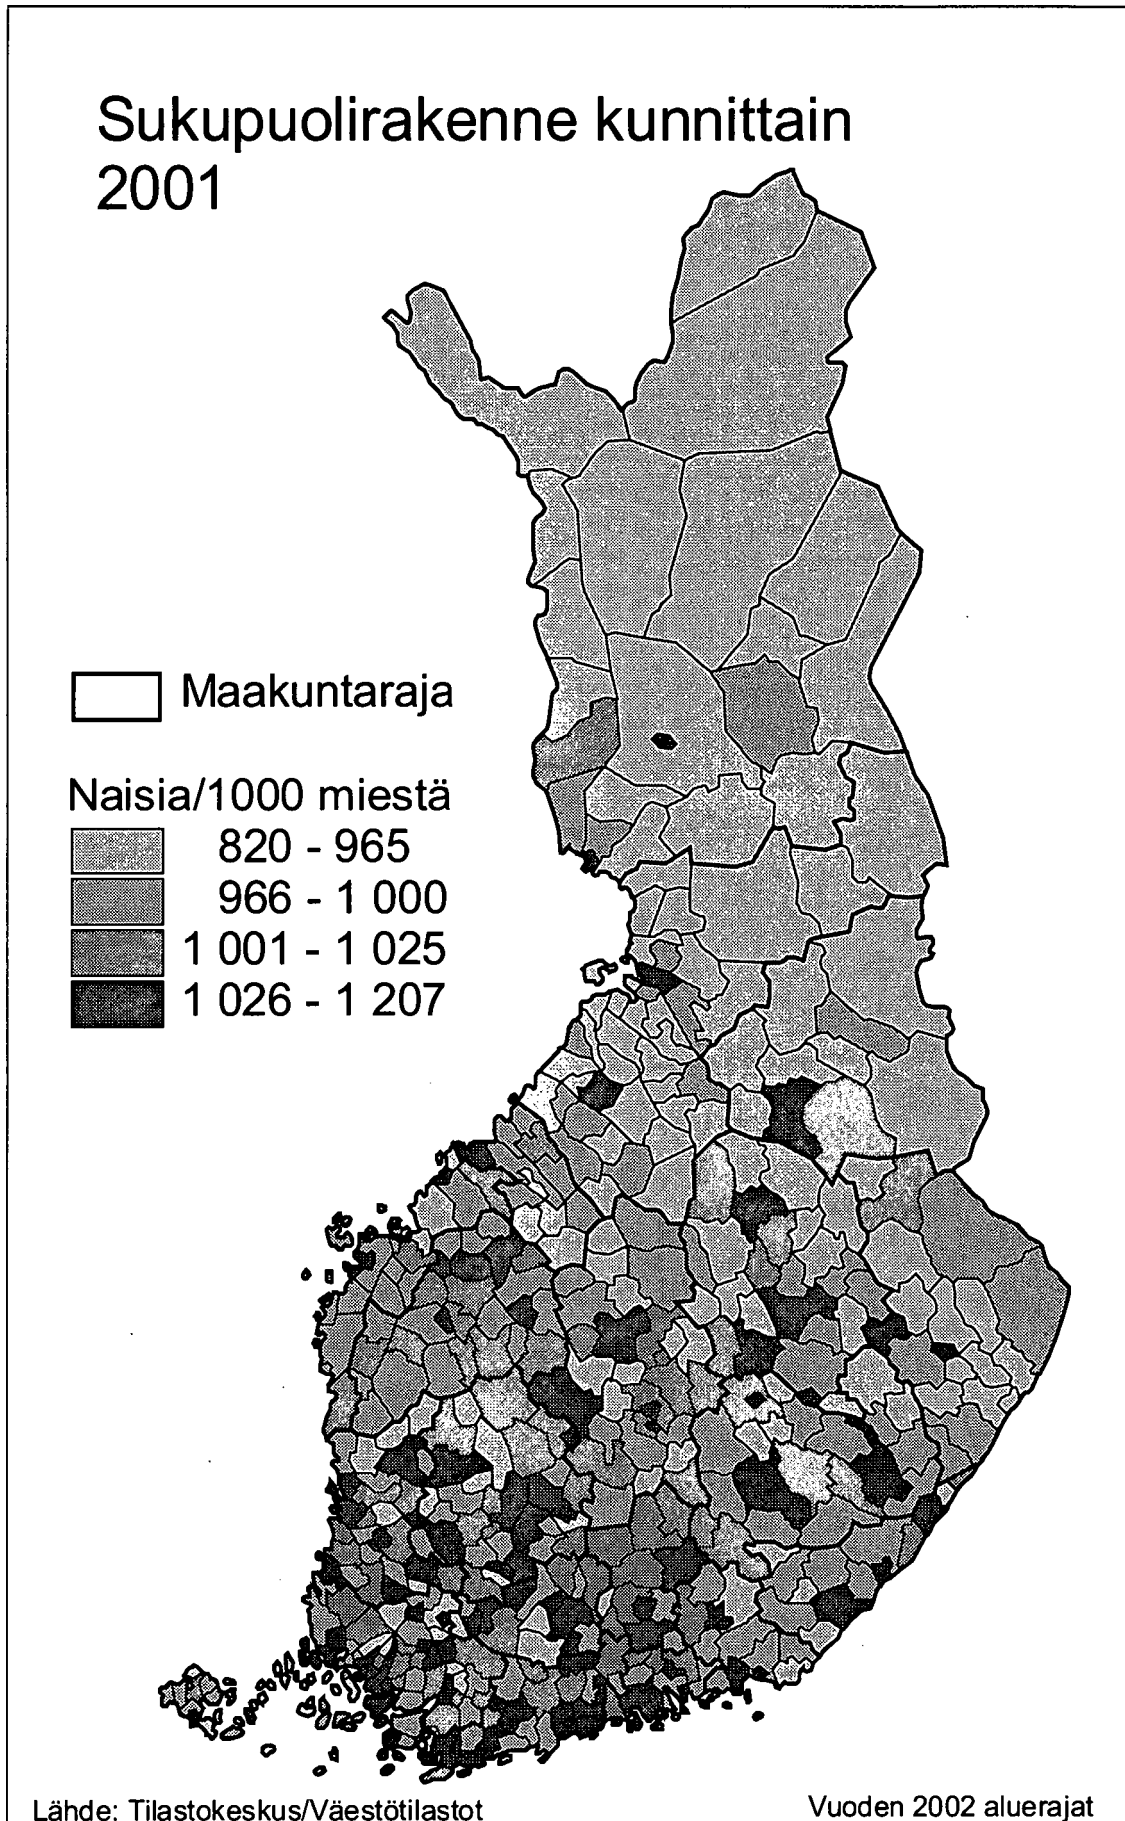 Sukupuolirakenne kunnittain
2001
Maakuntaraja
Naisia/1000 miestä
820 - 965
966 - 1 000
1 001 - 1 025
1 026 - 1 207
Lähde: Tilastokeskus/Väestötilastot
Vuoden 2002 aluerajat